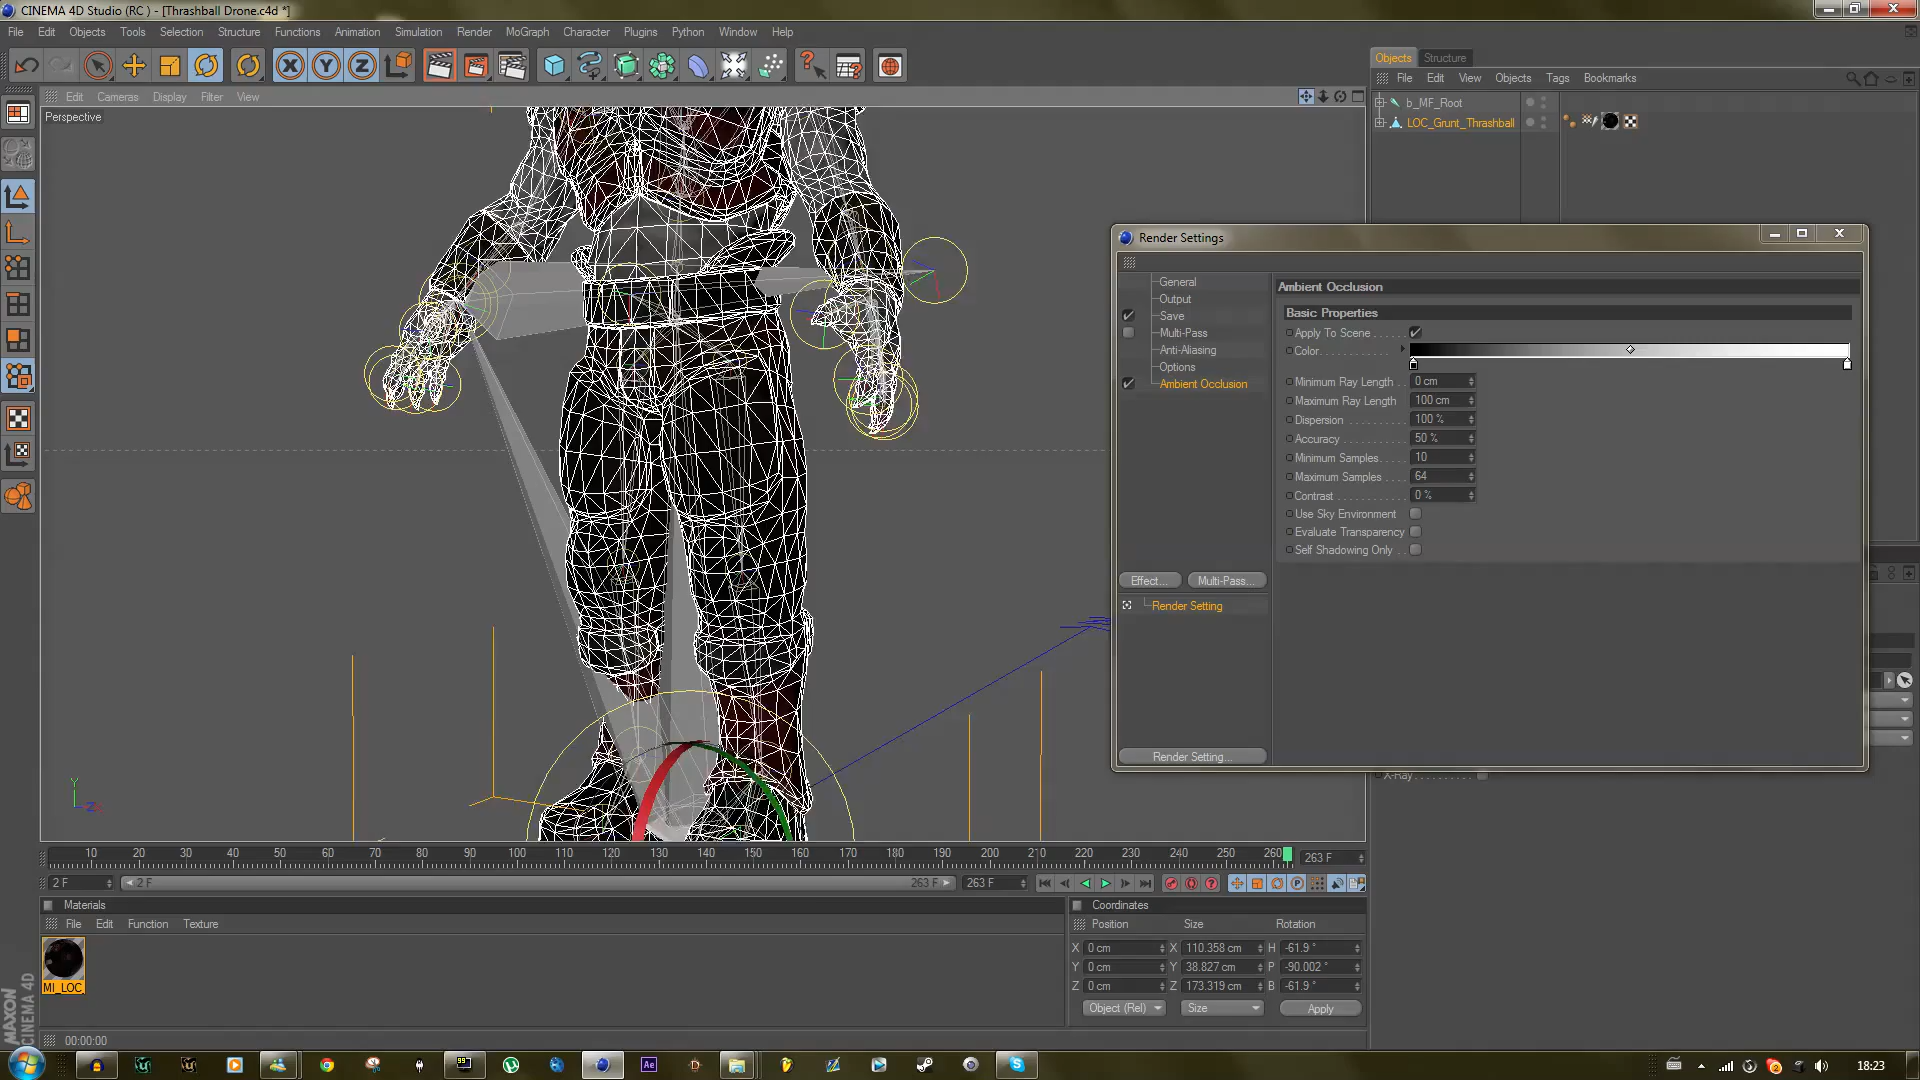 CINEMA 4D Studio (RC ) - [Thrashball Drone.c4d *]
File Edit Objects Tools Selection Structure Functions Animation Simulation Render MoGraph Character Plugins Python Window Help
Edit Cameras Display Filter View
Perspective
Objects Structure
File Edit View Objects Tags Bookmarks
b_MF_Root
LOC_Grunt_Thrashball
Render Settings
General
Output
Save
Multi-Pass
Anti-Aliasing
Options
Ambient Occlusion
Effect... Multi-Pass...
Render Setting
Render Setting...
Ambient Occlusion
Basic Properties
Apply To Scene
Color
Minimum Ray Length 0 cm
Maximum Ray Length 100 cm
Dispersion 100 %
Accuracy 50 %
Minimum Samples 10
Maximum Samples 64
Contrast 0 %
Use Sky Environment
Evaluate Transparency
Self Shadowing Only
X-Ray
Y
Z
10 20 30 40 50 60 70 80 90 100 110 120 130 140 150 160 170 180 190 200 210 220 230 240 250 260 263 F
2 F 2 F 263 F 263 F
Materials
File Edit Function Texture
MI_LOC
Coordinates
Position Size Rotation
X 0 cm X 110.358 cm H -61.9 °
Y 0 cm Y 38.827 cm P -90.002 °
Z 0 cm Z 173.319 cm B -61.9 °
Object (Rel) Size Apply
MAXON
CINEMA 4D
00:00:00
99
Ae
18:23